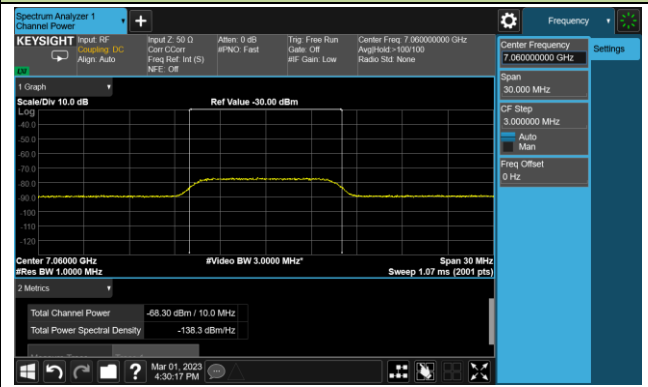 Spectrum Analyzer 1
Channel Power
Frequency
KEYSIGHT
Input: RF
Coupling: DC
Align: Auto
Input Z: 50 Ω
Corr CCorr
Freq Ref: Int (S)
NFE: Off
Atten: 0 dB
#PNO: Fast
Trig: Free Run
Gate: Off
#IF Gain: Low
Center Freq: 7.060000000 GHz
Avg|Hold:>100/100
Radio Std: None
Center Frequency
7.060000000 GHz
Settings
Span
30.000 MHz
CF Step
3.000000 MHz
Auto
Man
Freq Offset
0 Hz
1 Graph
Scale/Div 10.0 dB
Ref Value -30.00 dBm
Log
-40.0
-50.0
-60.0
-70.0
-80.0
-90.0
-100
-110
-120
Center 7.06000 GHz
#Video BW 3.0000 MHz*
Span 30 MHz
#Res BW 1.0000 MHz
Sweep 1.07 ms (2001 pts)
2 Metrics
Total Channel Power
-68.30 dBm / 10.0 MHz
Total Power Spectral Density
-138.3 dBm/Hz
?
Mar 01, 2023
4:30:17 PM